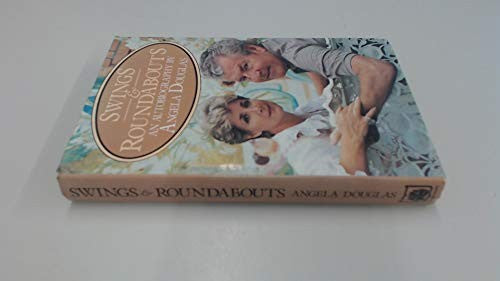 SWINGS
&
ROUNDABOUTS
AN AUTOBIOGRAPHY BY
ANGELA DOUGLAS
SWINGS & ROUNDABOUTS ANGELA DOUGLAS